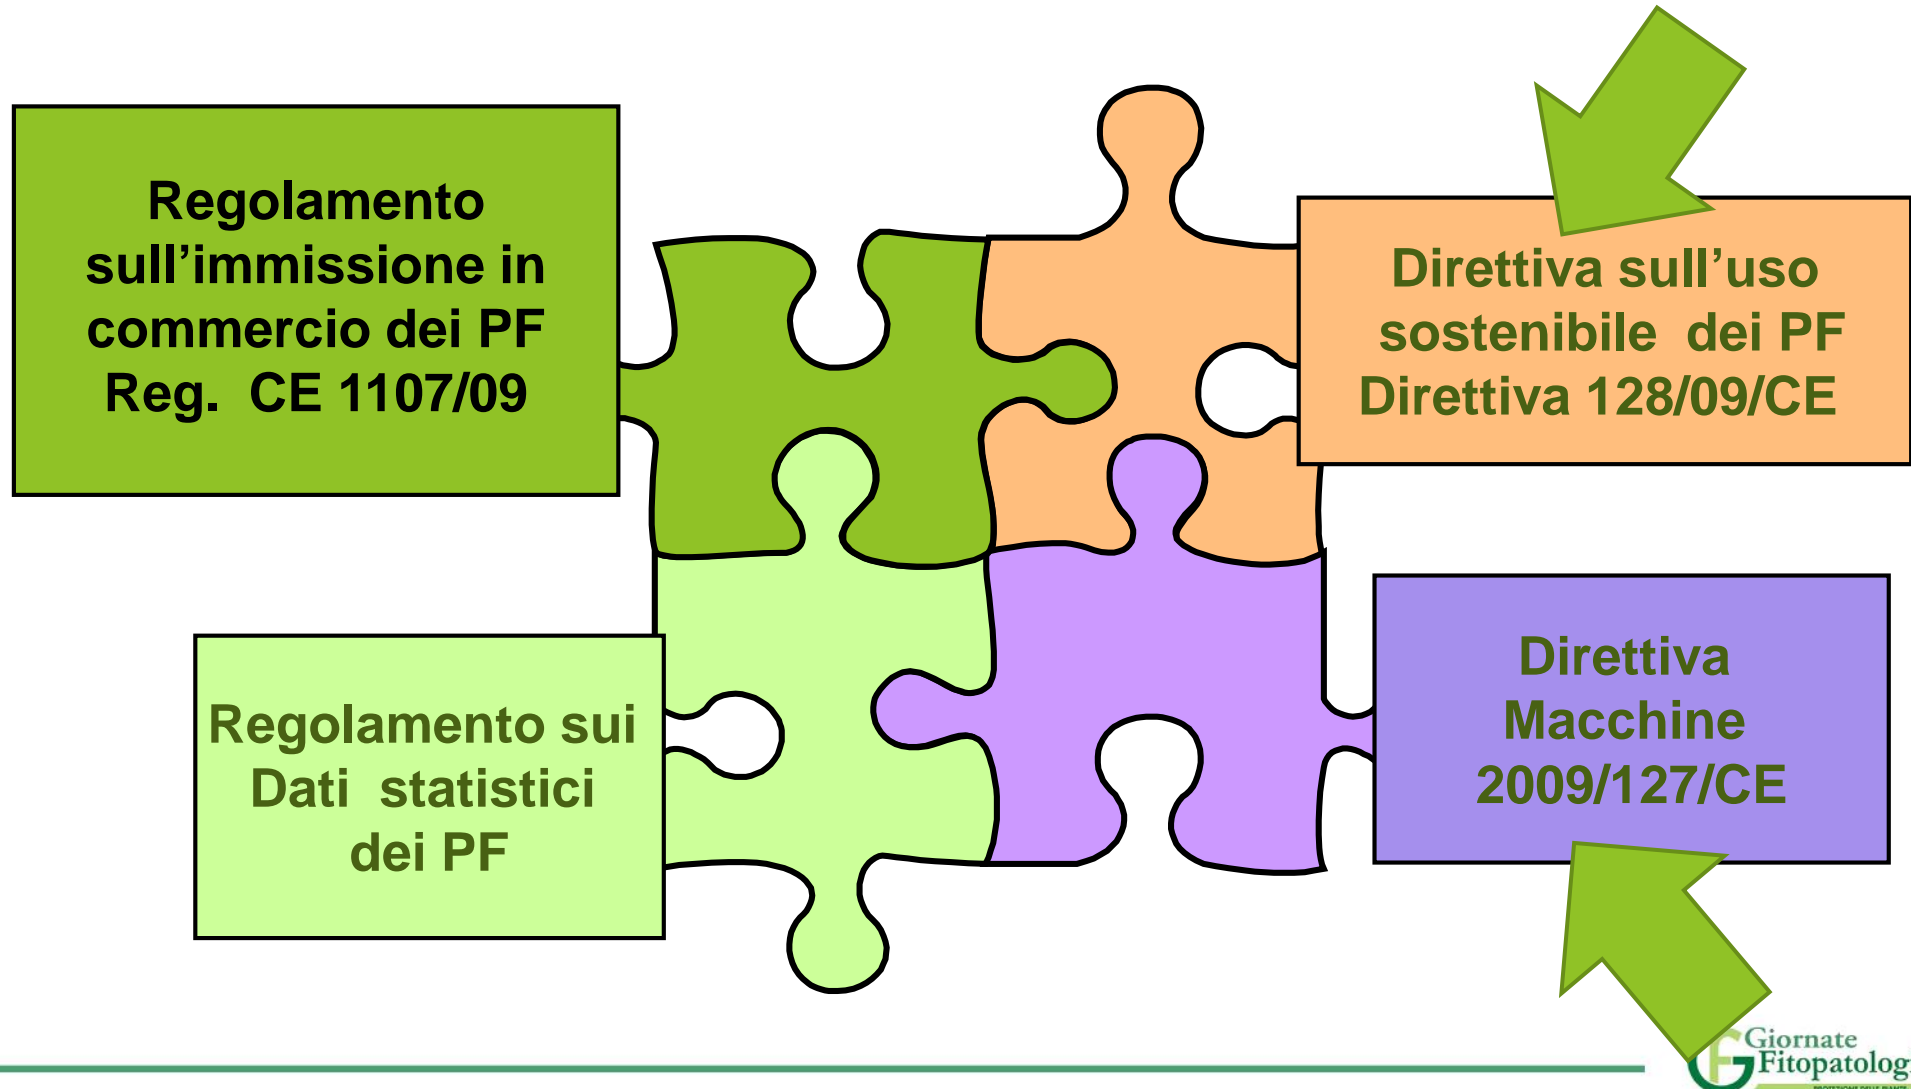 Regolamento
sull’immissione in
commercio dei PF
Reg. CE 1107/09
Direttiva sull’uso
sostenibile dei PF
Direttiva 128/09/CE
Regolamento sui
Dati statistici
dei PF
Direttiva
Macchine
2009/127/CE
Giornate
Fitopatolog